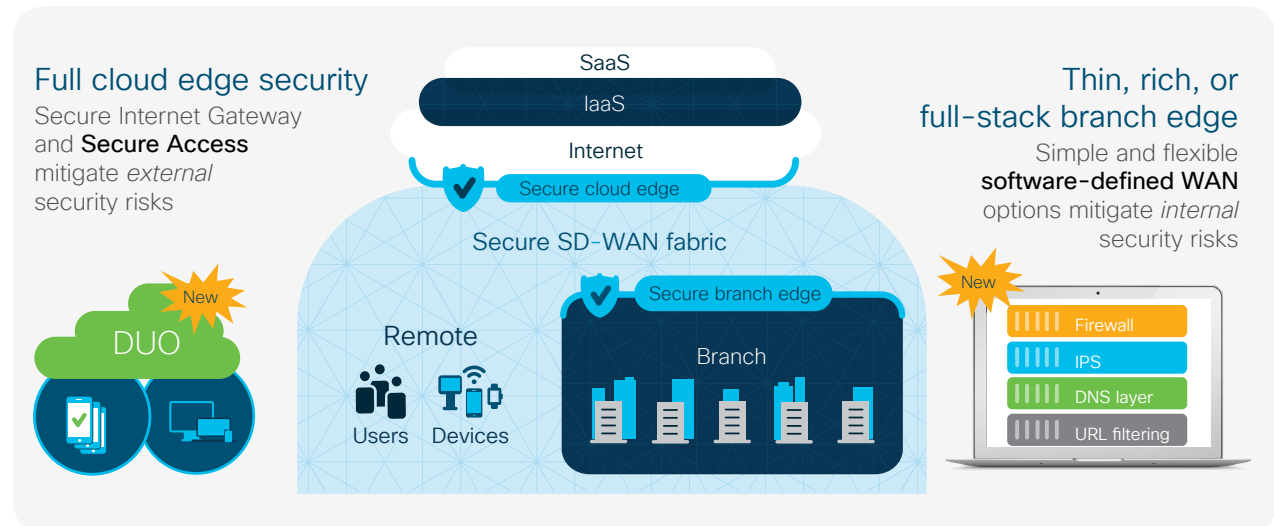 Full cloud edge security
Secure Internet Gateway
and Secure Access
mitigate external
security risks
New
DUO
SaaS
IaaS
Internet
Secure cloud edge
Secure SD-WAN fabric
Remote
Users
Devices
Secure branch edge
Branch
Thin, rich, or
full-stack branch edge
Simple and flexible
software-defined WAN
options mitigate internal
security risks
New
Firewall
IPS
DNS layer
URL filtering